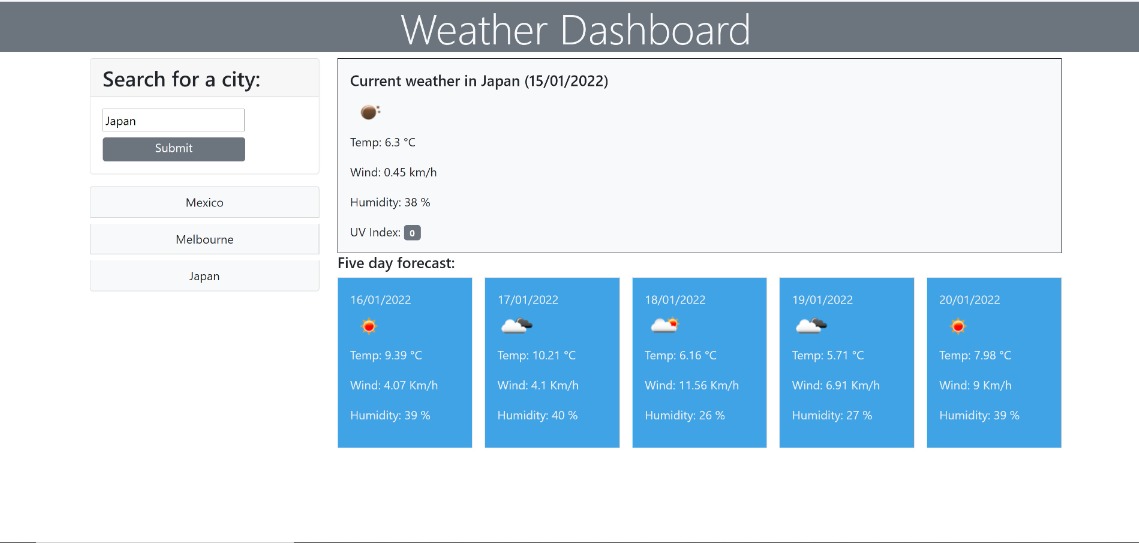 Weather Dashboard
Search for a city:
Japan
Submit
Mexico
Melbourne
Japan
Current weather in Japan (15/01/2022)
Temp: 6.3 °C
Wind: 0.45 km/h
Humidity: 38 %
UV Index: 0
Five day forecast:
16/01/2022
Temp: 9.39 °C
Wind: 4.07 Km/h
Humidity: 39 %
17/01/2022
Temp: 10.21 °C
Wind: 4.1 Km/h
Humidity: 40 %
18/01/2022
Temp: 6.16 °C
Wind: 11.56 Km/h
Humidity: 26 %
19/01/2022
Temp: 5.71 °C
Wind: 6.91 Km/h
Humidity: 27 %
20/01/2022
Temp: 7.98 °C
Wind: 9 Km/h
Humidity: 39 %